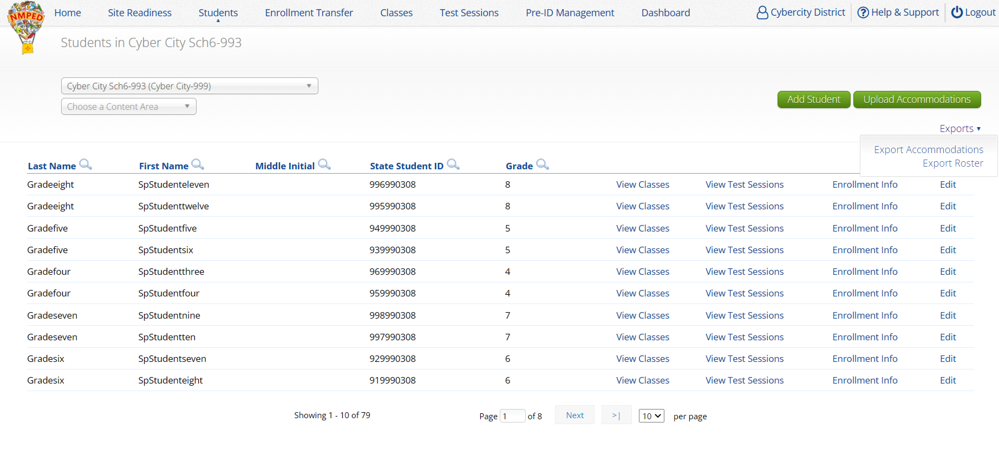 NMPED
Home Site Readiness Students Enrollment Transfer Classes Test Sessions Pre-ID Management Dashboard Cybercity District Help & Support Logout
Students in Cyber City Sch6-993
Cyber City Sch6-993 (Cyber City-999)
Choose a Content Area
Add Student Upload Accommodations
Exports
Export Accommodations
Export Roster
Last Name First Name Middle Initial State Student ID Grade
Gradeeight SpStudenteleven 996990308 8 View Classes View Test Sessions Enrollment Info Edit
Gradeeight SpStudenttwelve 995990308 8 View Classes View Test Sessions Enrollment Info Edit
Gradefive SpStudentfive 949990308 5 View Classes View Test Sessions Enrollment Info Edit
Gradefive SpStudentsix 939990308 5 View Classes View Test Sessions Enrollment Info Edit
Gradefour SpStudentthree 969990308 4 View Classes View Test Sessions Enrollment Info Edit
Gradefour SpStudentfour 959990308 4 View Classes View Test Sessions Enrollment Info Edit
Gradeseven SpStudentnine 998990308 7 View Classes View Test Sessions Enrollment Info Edit
Gradeseven SpStudentten 997990308 7 View Classes View Test Sessions Enrollment Info Edit
Gradesix SpStudentseven 929990308 6 View Classes View Test Sessions Enrollment Info Edit
Gradesix SpStudenteight 919990308 6 View Classes View Test Sessions Enrollment Info Edit
Showing 1 - 10 of 79 Page 1 of 8 Next >| 10 per page